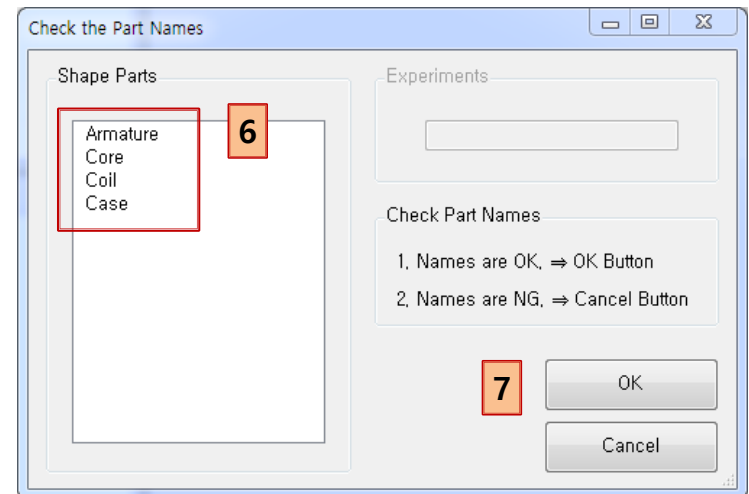 Check the Part Names
Shape Parts
Armature
Core
Coil
Case
6
Experiments
Check Part Names
1, Names are OK, ⇒ OK Button
2, Names are NG, ⇒ Cancel Button
7
OK
Cancel